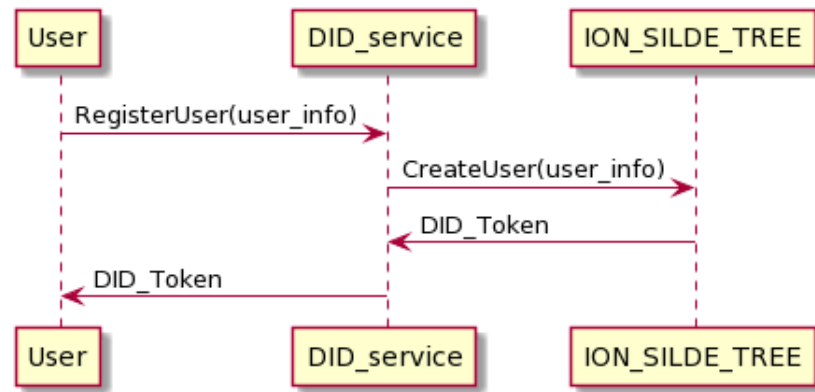 User DID_service ION_SILDE_TREE
RegisterUser(user_info)
CreateUser(user_info)
DID_Token
DID_Token
User DID_service ION_SILDE_TREE